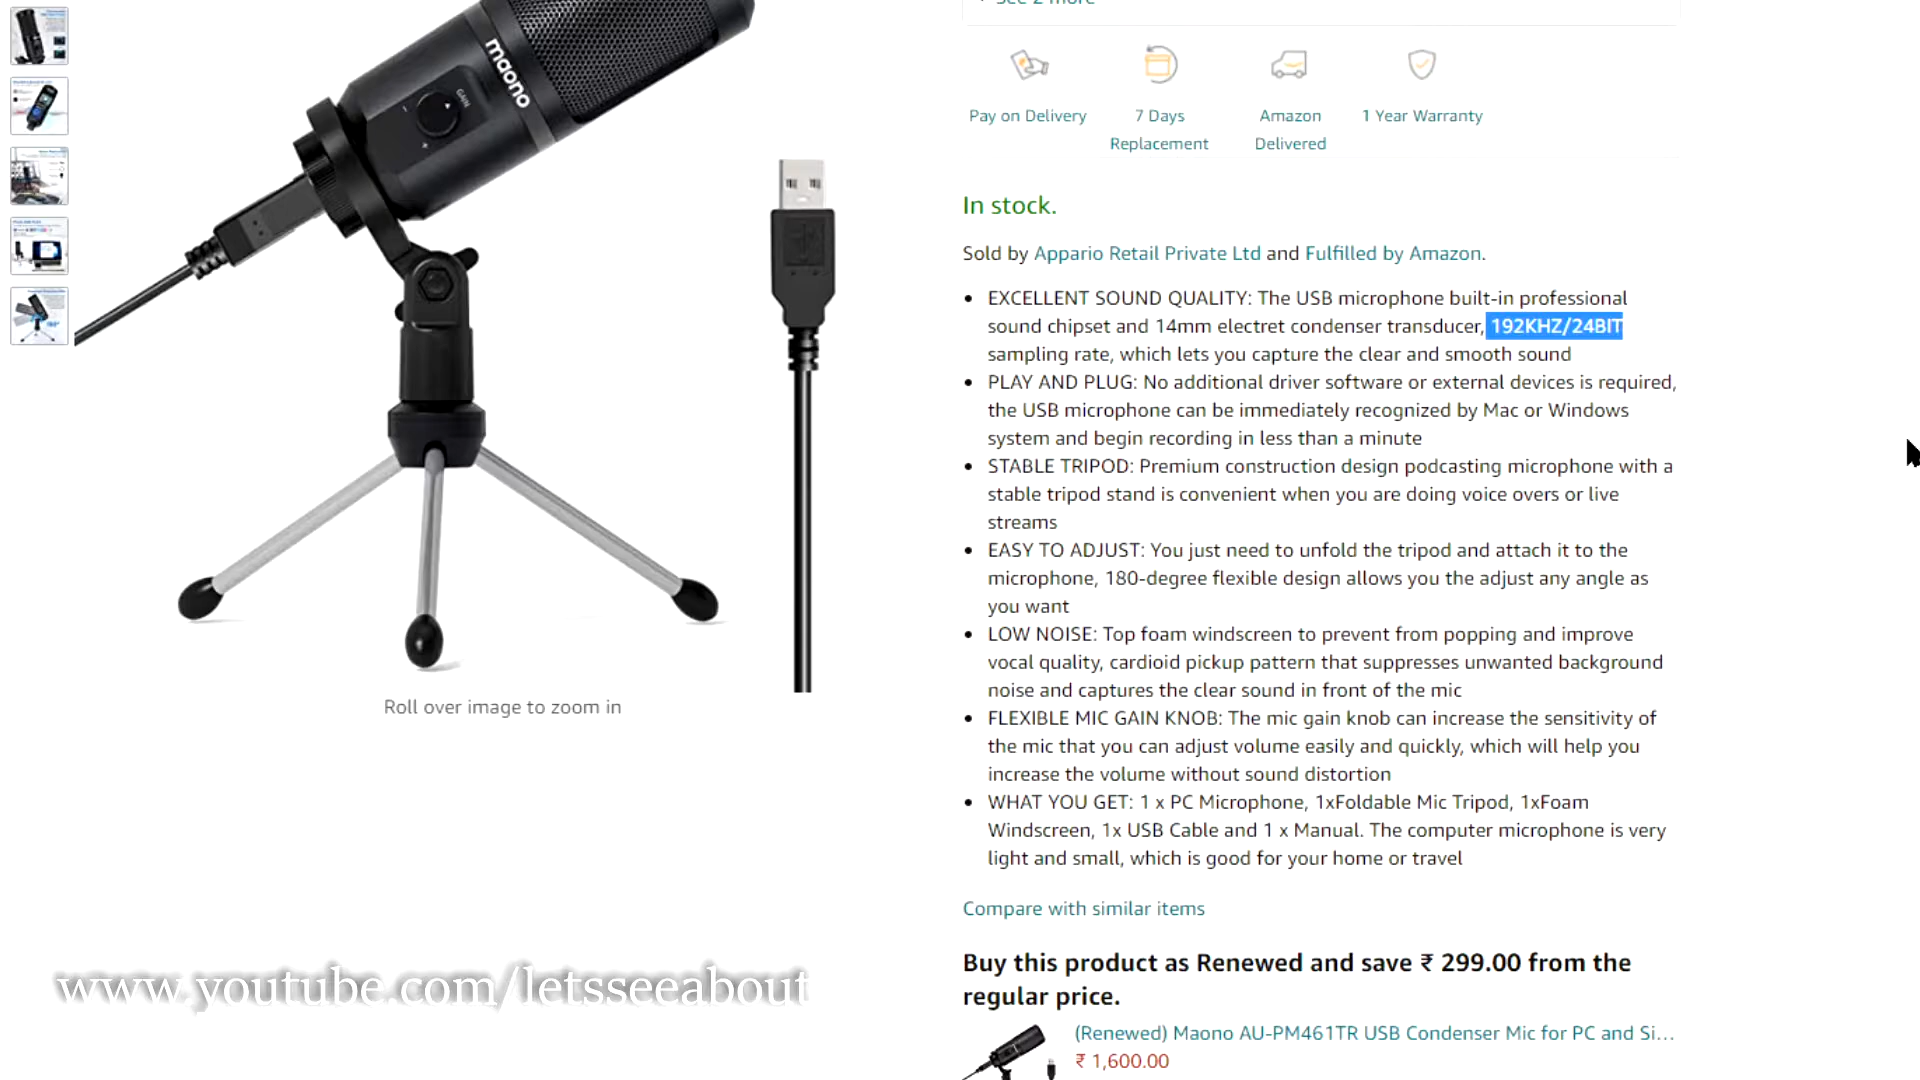 See 2 more
maono
GAIN
Pay on Delivery
7 Days
Replacement
Amazon
Delivered
1 Year Warranty
In stock.
Sold by Appario Retail Private Ltd and Fulfilled by Amazon.
• EXCELLENT SOUND QUALITY: The USB microphone built-in professional
sound chipset and 14mm electret condenser transducer, 192KHZ/24BIT
sampling rate, which lets you capture the clear and smooth sound
• PLAY AND PLUG: No additional driver software or external devices is required,
the USB microphone can be immediately recognized by Mac or Windows
system and begin recording in less than a minute
• STABLE TRIPOD: Premium construction design podcasting microphone with a
stable tripod stand is convenient when you are doing voice overs or live
streams
• EASY TO ADJUST: You just need to unfold the tripod and attach it to the
microphone, 180-degree flexible design allows you the adjust any angle as
you want
• LOW NOISE: Top foam windscreen to prevent from popping and improve
vocal quality, cardioid pickup pattern that suppresses unwanted background
noise and captures the clear sound in front of the mic
• FLEXIBLE MIC GAIN KNOB: The mic gain knob can increase the sensitivity of
the mic that you can adjust volume easily and quickly, which will help you
increase the volume without sound distortion
• WHAT YOU GET: 1 x PC Microphone, 1xFoldable Mic Tripod, 1xFoam
Windscreen, 1x USB Cable and 1 x Manual. The computer microphone is very
light and small, which is good for your home or travel
Compare with similar items
Buy this product as Renewed and save ₹ 299.00 from the
regular price.
(Renewed) Maono AU-PM461TR USB Condenser Mic for PC and Si...
₹ 1,600.00
Roll over image to zoom in
www.youtube.com/letsseeabout